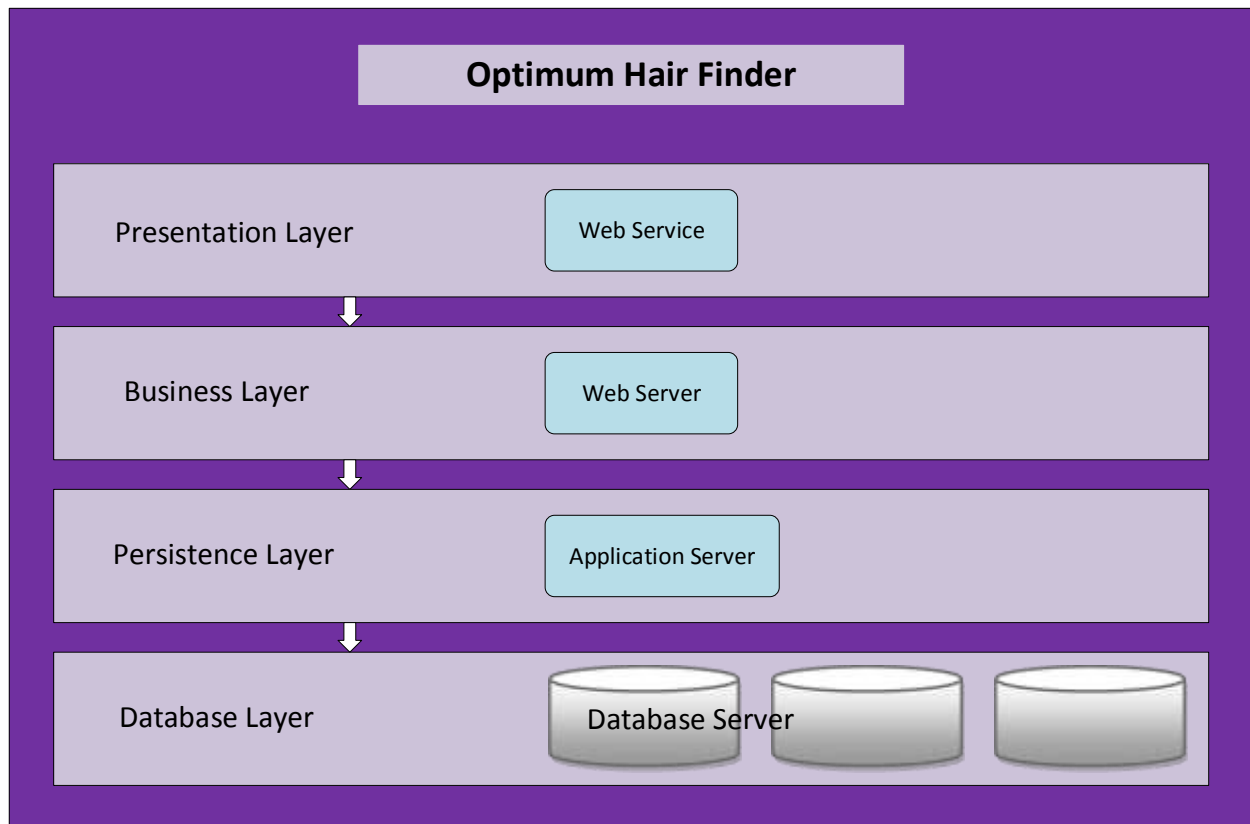 Optimum Hair Finder
Presentation Layer
Web Service
Business Layer
Web Server
Persistence Layer
Application Server
Database Layer
Database Server